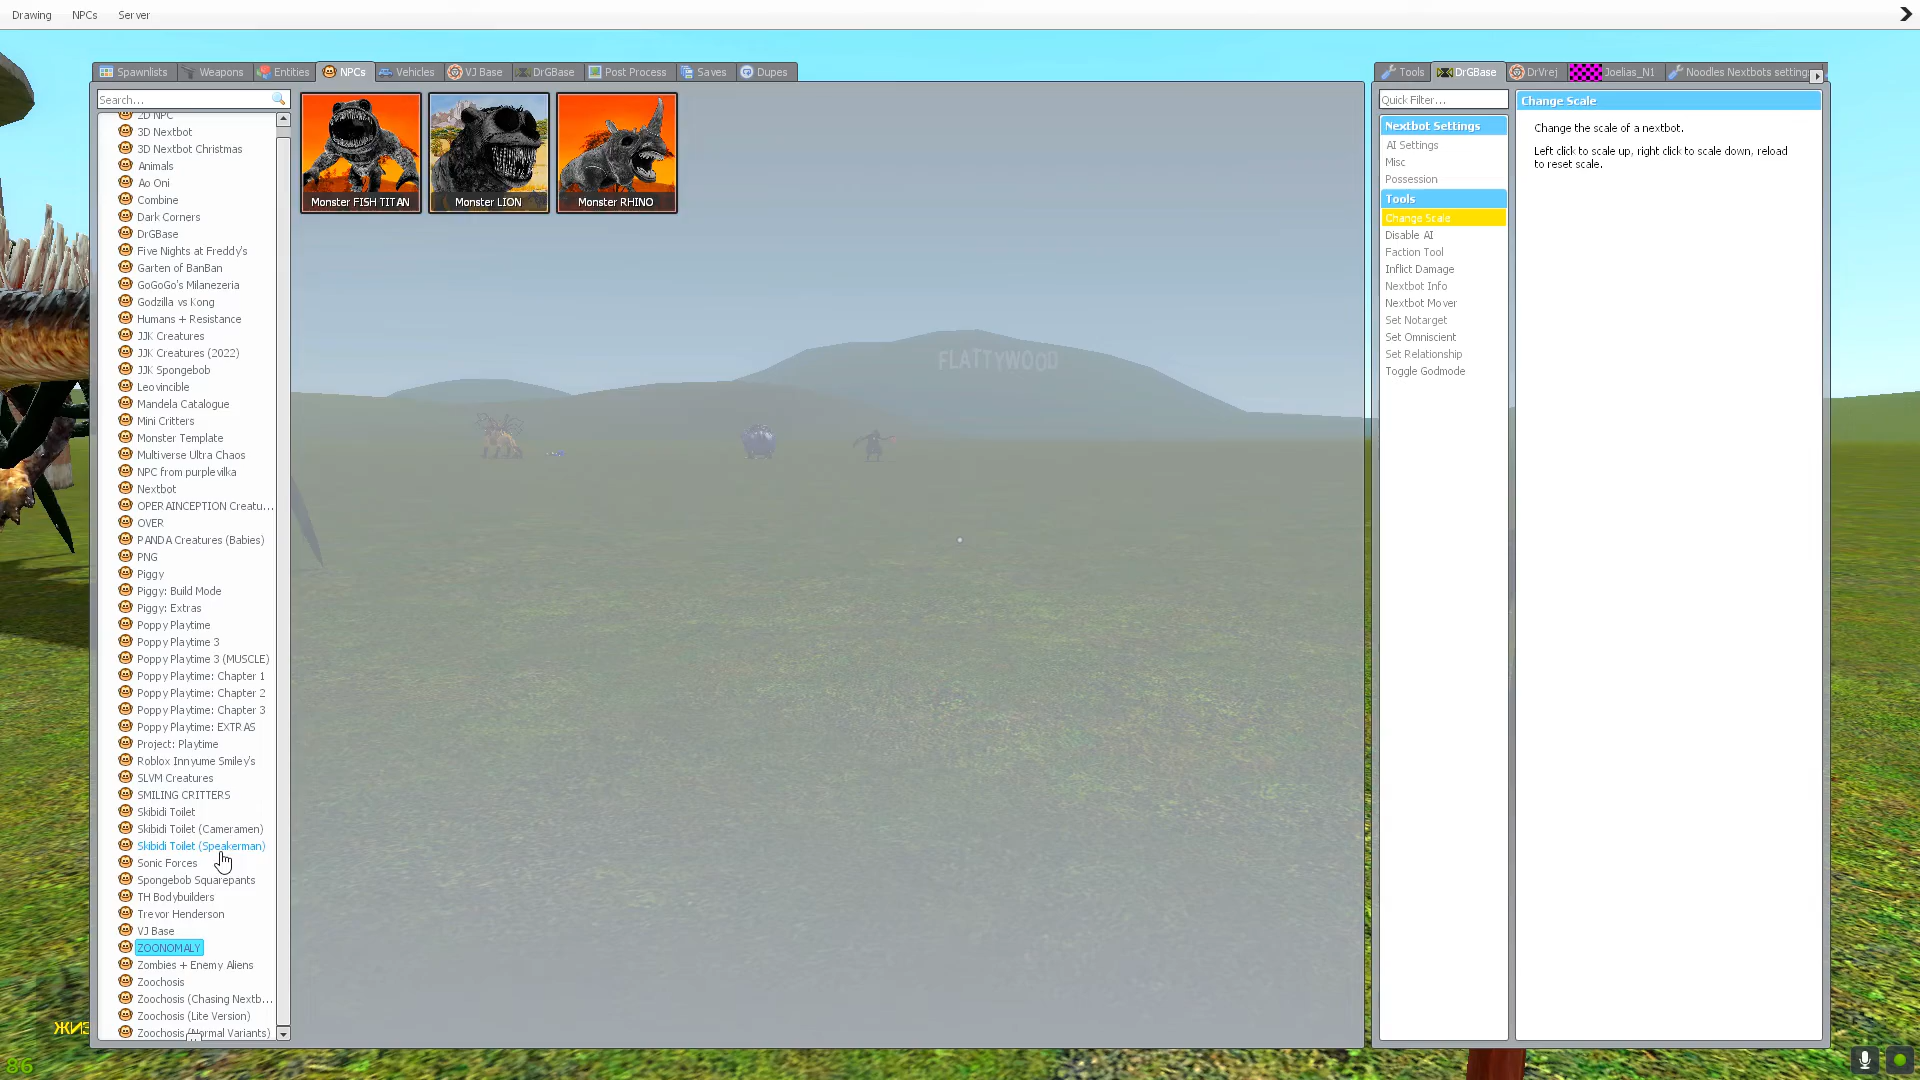 Drawing NPCs Server
Spawnlists Weapons Entities NPCs Vehicles VJ Base DrGBase Post Process Saves Dupes
Tools DrGBase DrVrej Joelias_N1 Noodles Nextbots setting
Search...
2D NPC
3D Nextbot
3D Nextbot Christmas
Animals
Ao Oni
Combine
Dark Corners
DrGBase
Five Nights at Freddy's
Garten of BanBan
GoGoGo's Milanezeria
Godzilla vs Kong
Humans + Resistance
JJK Creatures
JJK Creatures (2022)
JJK Spongebob
Leovincible
Mandela Catalogue
Mini Critters
Monster Template
Multiverse Ultra Chaos
NPC from purplevilka
Nextbot
OPERAINCEPTION Creatu...
OVER
PANDA Creatures (Babies)
PNG
Piggy
Piggy: Build Mode
Piggy: Extras
Poppy Playtime
Poppy Playtime 3
Poppy Playtime 3 (MUSCLE)
Poppy Playtime: Chapter 1
Poppy Playtime: Chapter 2
Poppy Playtime: Chapter 3
Poppy Playtime: EXTRAS
Project: Playtime
Roblox Innyume Smiley's
SLVM Creatures
SMILING CRITTERS
Skibidi Toilet
Skibidi Toilet (Cameramen)
Skibidi Toilet (Speakerman)
Sonic Forces
Spongebob Squarepants
TH Bodybuilders
Trevor Henderson
VJ Base
ZOONOMALY
Zombies + Enemy Aliens
Zoochosis
Zoochosis (Chasing Nextb...
Zoochosis (Lite Version)
Zoochosis (Normal Variants)
Monster FISH TITAN
Monster LION
Monster RHINO
FLATTYWOOD
Quick Filter...
Nextbot Settings
AI Settings
Misc
Possession
Tools
Change Scale
Disable AI
Faction Tool
Inflict Damage
Nextbot Info
Nextbot Mover
Set Notarget
Set Omniscient
Set Relationship
Toggle Godmode
Change Scale
Change the scale of a nextbot.
Left click to scale up, right click to scale down, reload
to reset scale.
ЖИЗ
86